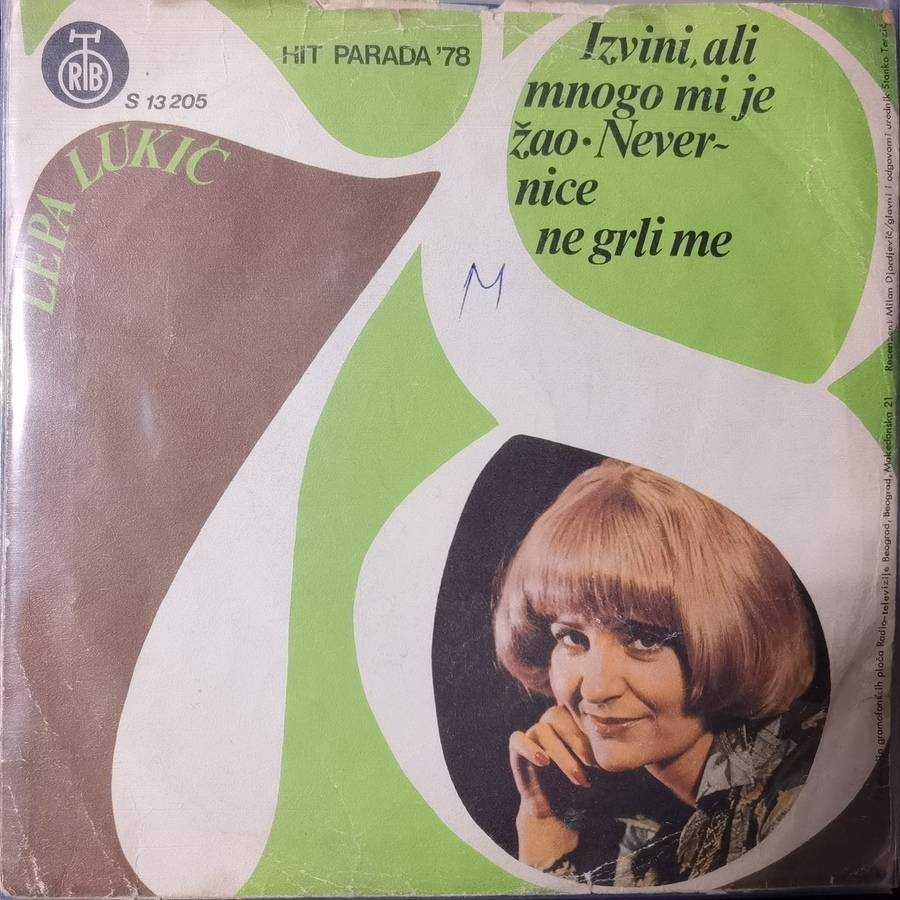 RTB
S 13 205
HIT PARADA '78
LEPA LUKIĆ
Izvini, ali
mnogo mi je
žao · Never-
nice
ne grli me
M
78
gramofonskih ploča Radio-televizije Beograd, Beograd, Makedonska 21 Recenzent Milan Djordjević/glavni i odgovorni urednik Stanko Terzić